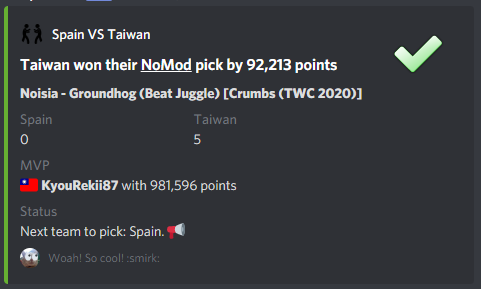 Spain VS Taiwan
Taiwan won their NoMod pick by 92,213 points
Noisia - Groundhog (Beat Juggle) [Crumbs (TWC 2020)]
Spain Taiwan
0 5
MVP
KyouRekii87 with 981,596 points
Status
Next team to pick: Spain.
Woah! So cool! :smirk: